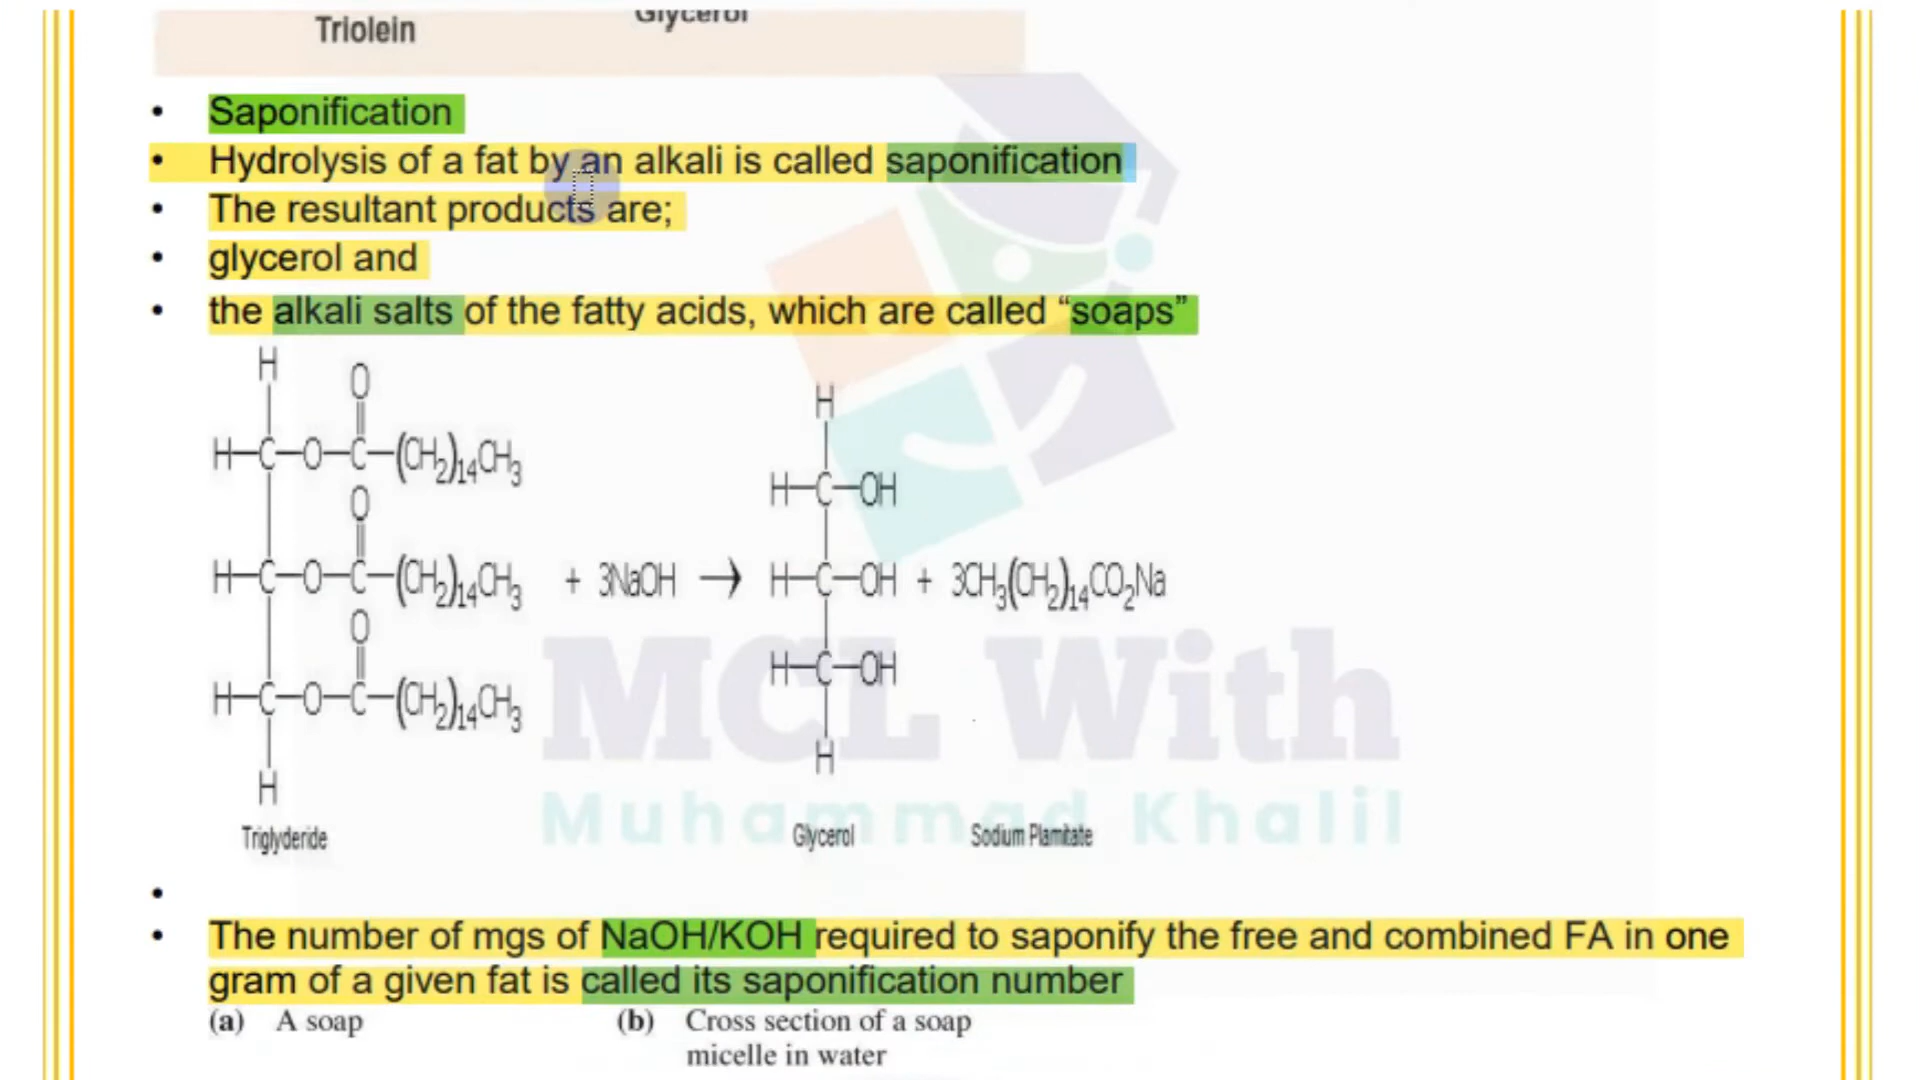 Triolein
Glycerol
• Saponification
• Hydrolysis of a fat by an alkali is called saponification
• The resultant products are;
• glycerol and
• the alkali salts of the fatty acids, which are called “soaps”
H
O
H–C–O–C–(CH₂)₁₄CH₃
O
H–C–O–C–(CH₂)₁₄CH₃
O
H–C–O–C–(CH₂)₁₄CH₃
H
Triglyderide
+ 3NaOH →
H
H–C–OH
H–C–OH
H–C–OH
H
Glycerol
+ 3CH₃(CH₂)₁₄CO₂Na
Sodium Plamitate
MCL With
Muhammad Khalil
•
• The number of mgs of NaOH/KOH required to saponify the free and combined FA in one
gram of a given fat is called its saponification number
(a) A soap
(b) Cross section of a soap
micelle in water